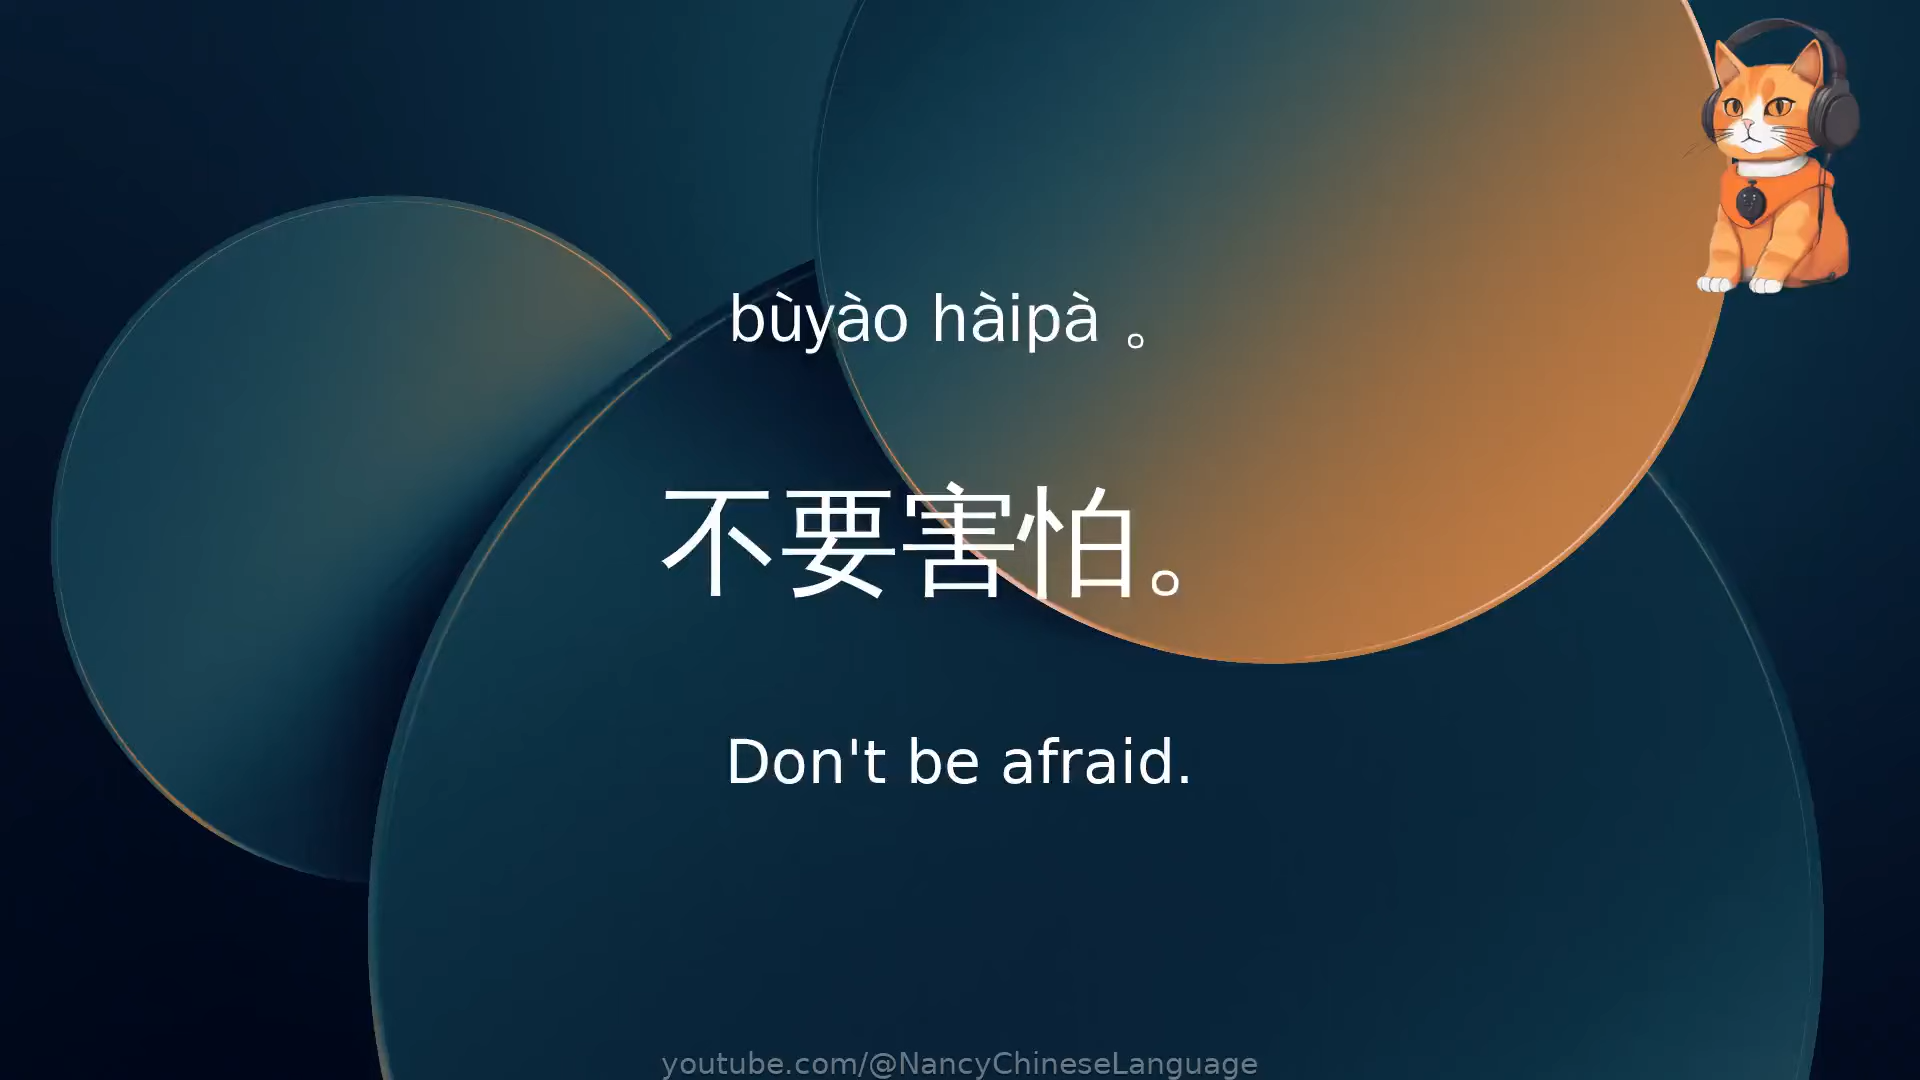 bùyào hàipà 。
不要害怕。
Don't be afraid.
youtube.com/@NancyChineseLanguage